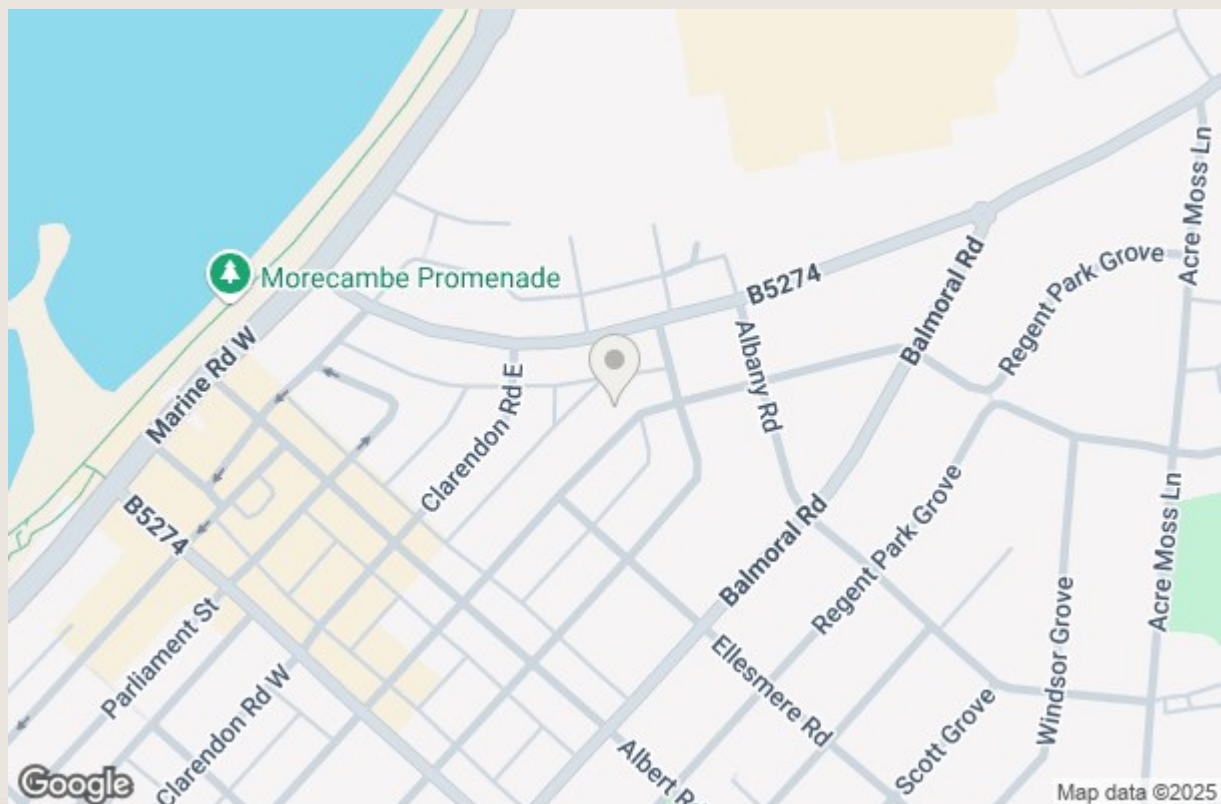 Morecambe Promenade
B5274
Marine Rd W
Clarendon Rd E
Albany Rd
Balmoral Rd
Regent Park Grove
Acre Moss Ln
B5274
Balmoral Rd
Regent Park Grove
Acre Moss Ln
Parliament St
Clarendon Rd W
Ellesmere Rd
Windsor Grove
Scott Grove
Albert R
Google
Map data ©2025